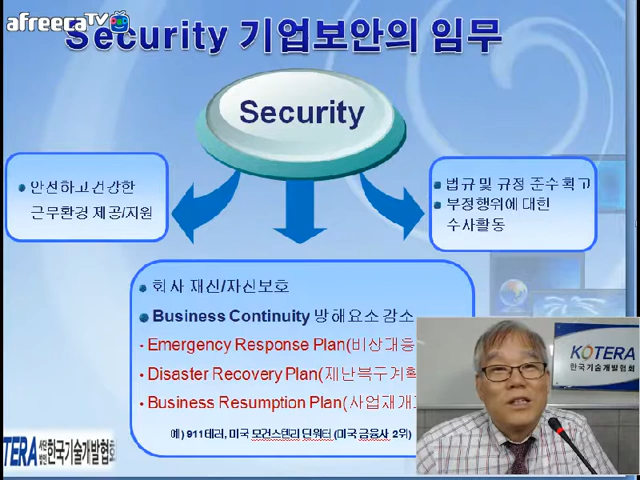 afreecaTV
Security 기업보안의 임무
Security
• 안전하고 건강한
근무환경 제공/지원
• 법규 및 규정 준수 확고
• 부정행위에 대한
수사활동
• 회사 재산/자산보호
• Business Continuity 방해요소 감소
• Emergency Response Plan(비상대응
• Disaster Recovery Plan(재난복구계획
• Business Resumption Plan(사업재개
예) 911테러, 미국 모건스탠리 딘위터 (미국 금융사 2위)
KOTERA
한국기술개발협회
TERA 사단법인 한국기술개발협회